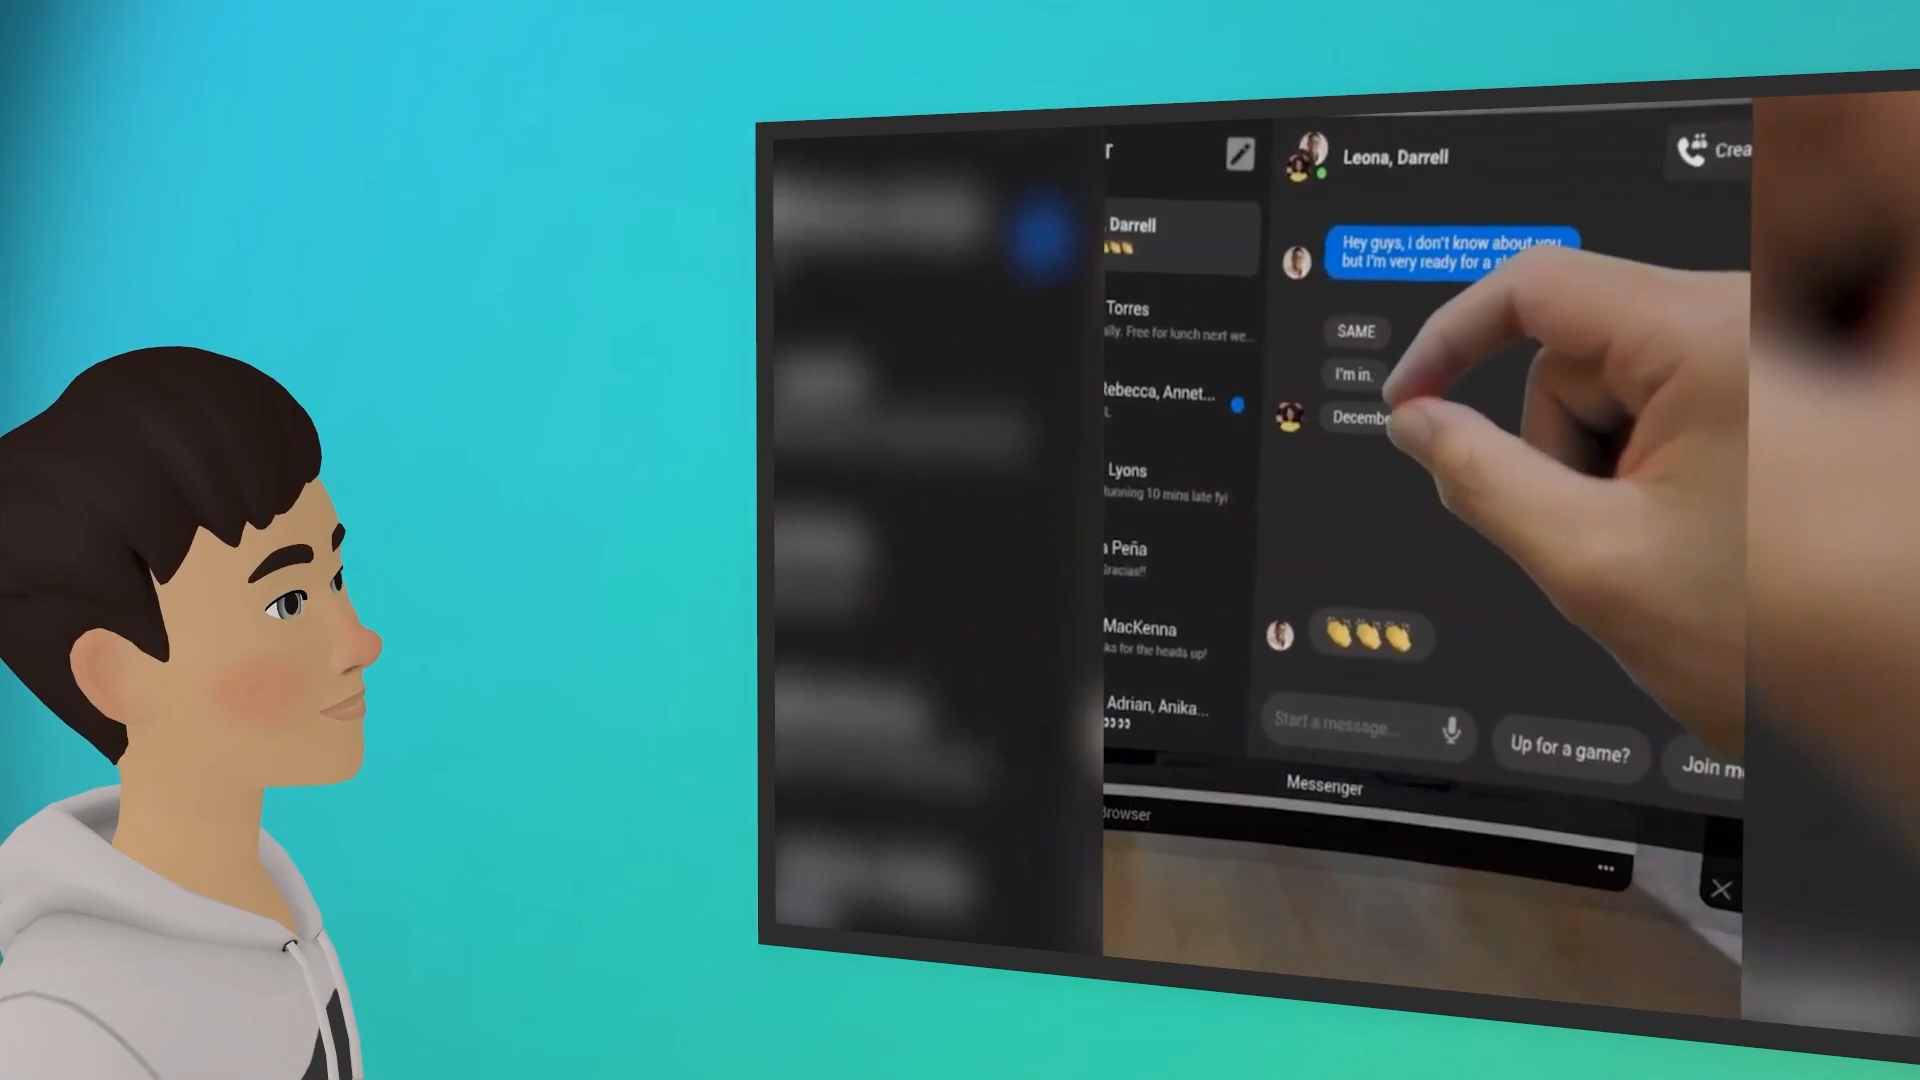 r
Leona, Darrell
Crea
, Darrell
Hey guys, I don't know about you
but I'm very ready for a
Torres
ally. Free for lunch next we...
SAME
I'm in.
Rebecca, Annet...
L
Decembe
Lyons
Running 10 mins late fyi
a Peña
Gracias!!
MacKenna
ks for the heads up!
Adrian, Anika...
Start a message...
Up for a game?
Join m
Messenger
Browser